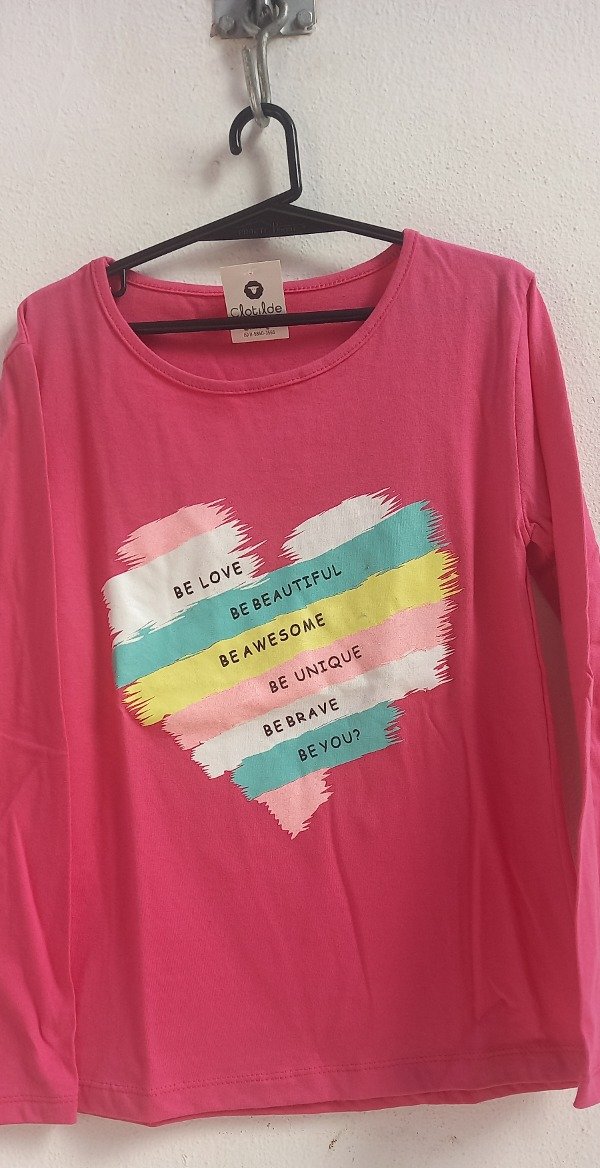 Clotilde
BE LOVE
BE BEAUTIFUL
BE AWESOME
BE UNIQUE
BE BRAVE
BE YOU?